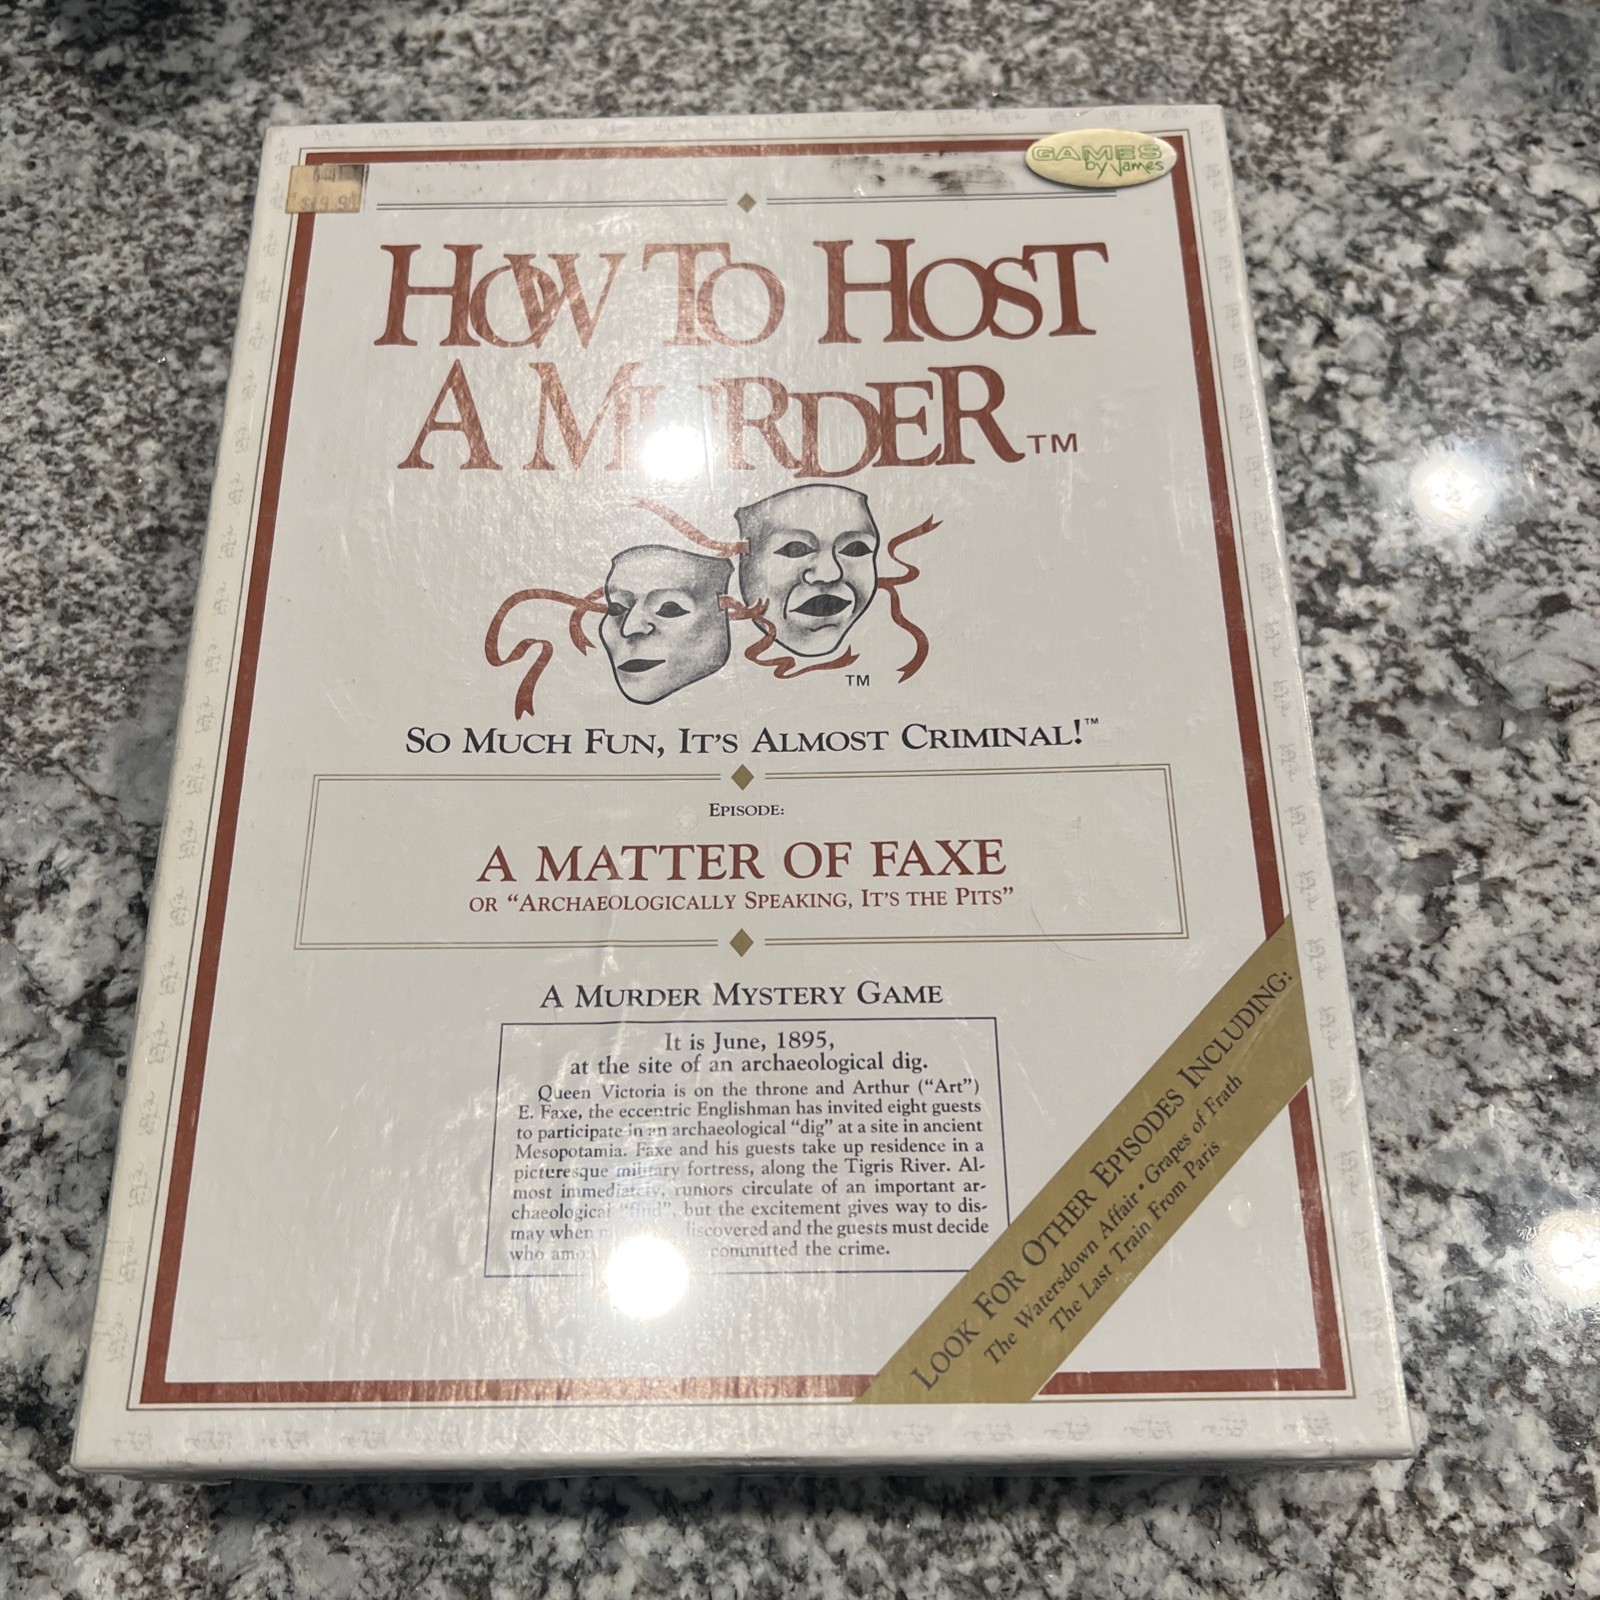 GAMES
by James
HOW TO HOST
A MURDER™
TM
SO MUCH FUN, IT'S ALMOST CRIMINAL!™
EPISODE:
A MATTER OF FAXE
OR "ARCHAEOLOGICALLY SPEAKING, IT'S THE PITS"
A MURDER MYSTERY GAME
It is June, 1895,
at the site of an archaeological dig.
Queen Victoria is on the throne and Arthur ("Art")
E. Faxe, the eccentric Englishman has invited eight guests
to participate in an archaeological "dig" at a site in ancient
Mesopotamia. Faxe and his guests take up residence in a
picturesque military fortress, along the Tigris River. Al-
most immediately, rumors circulate of an important ar-
chaeological "find", but the excitement gives way to dis-
may when discovered and the guests must decide
who committed the crime.
LOOK FOR OTHER EPISODES INCLUDING:
The Watersdown Affair • Grapes of Frath
The Last Train From Paris